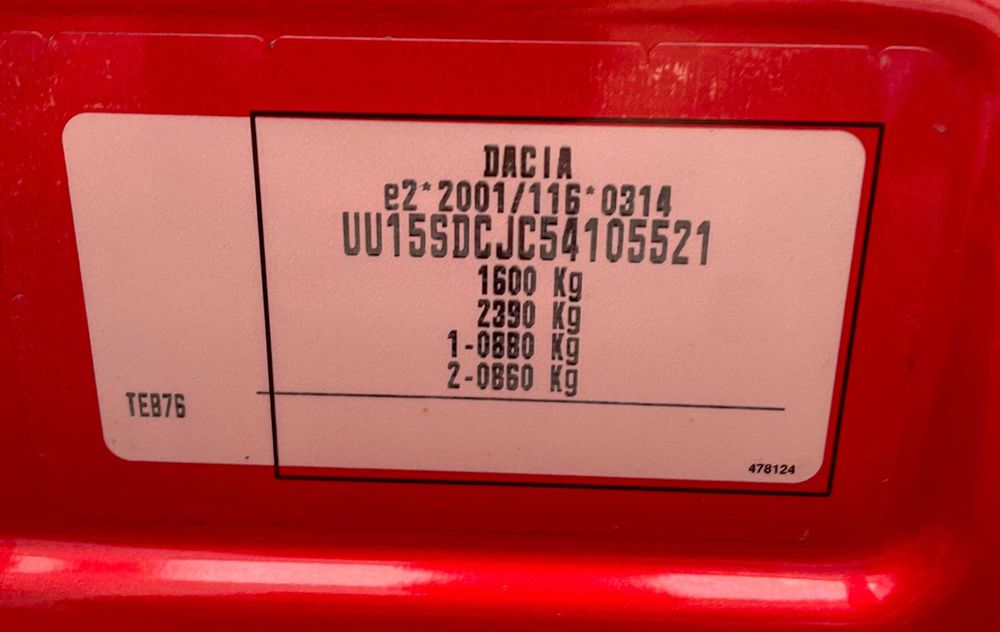 DACIA
e2*2001/116*0314
UU15SDCJC54105521
1600 Kg
2390 Kg
1-0880 Kg
2-0860 Kg
TEB76
478124